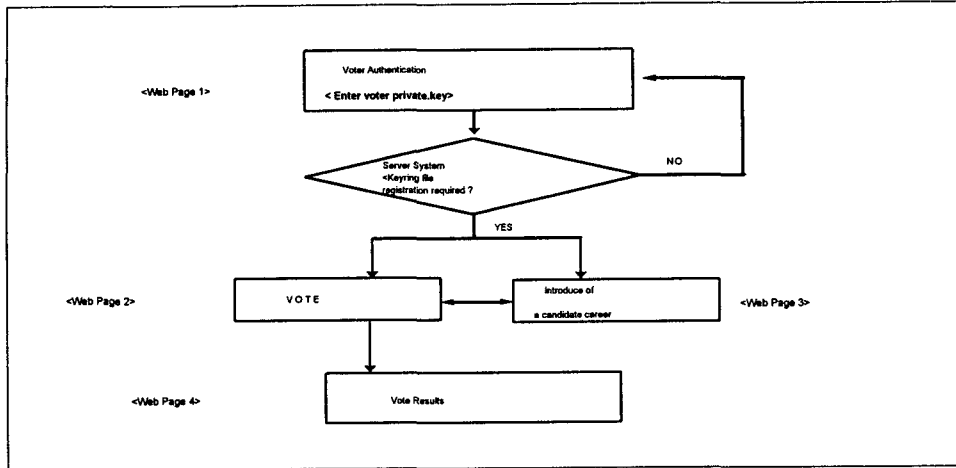 Voter Authentication
<Web Page 1>
< Enter voter private.key>
Server System
<Keyring file
registration required ?
NO
YES
<Web Page 2>
V O T E
Introduce of
a candidate career
<Web Page 3>
<Web Page 4>
Vote Results